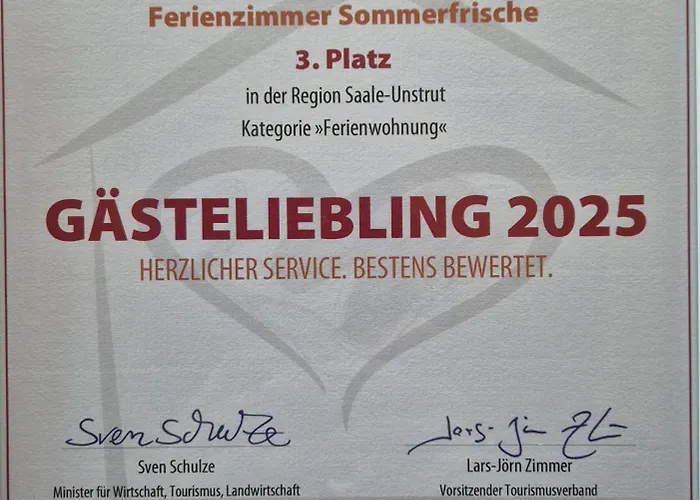 Ferienzimmer Sommerfrische
3. Platz
in der Region Saale-Unstrut
Kategorie »Ferienwohnung«
GÄSTELIEBLING 2025
HERZLICHER SERVICE. BESTENS BEWERTET.
Sven Schulze Lars-Jörn Zimmer
Sven Schulze Lars-Jörn Zimmer
Minister für Wirtschaft, Tourismus, Landwirtschaft Vorsitzender Tourismusverband